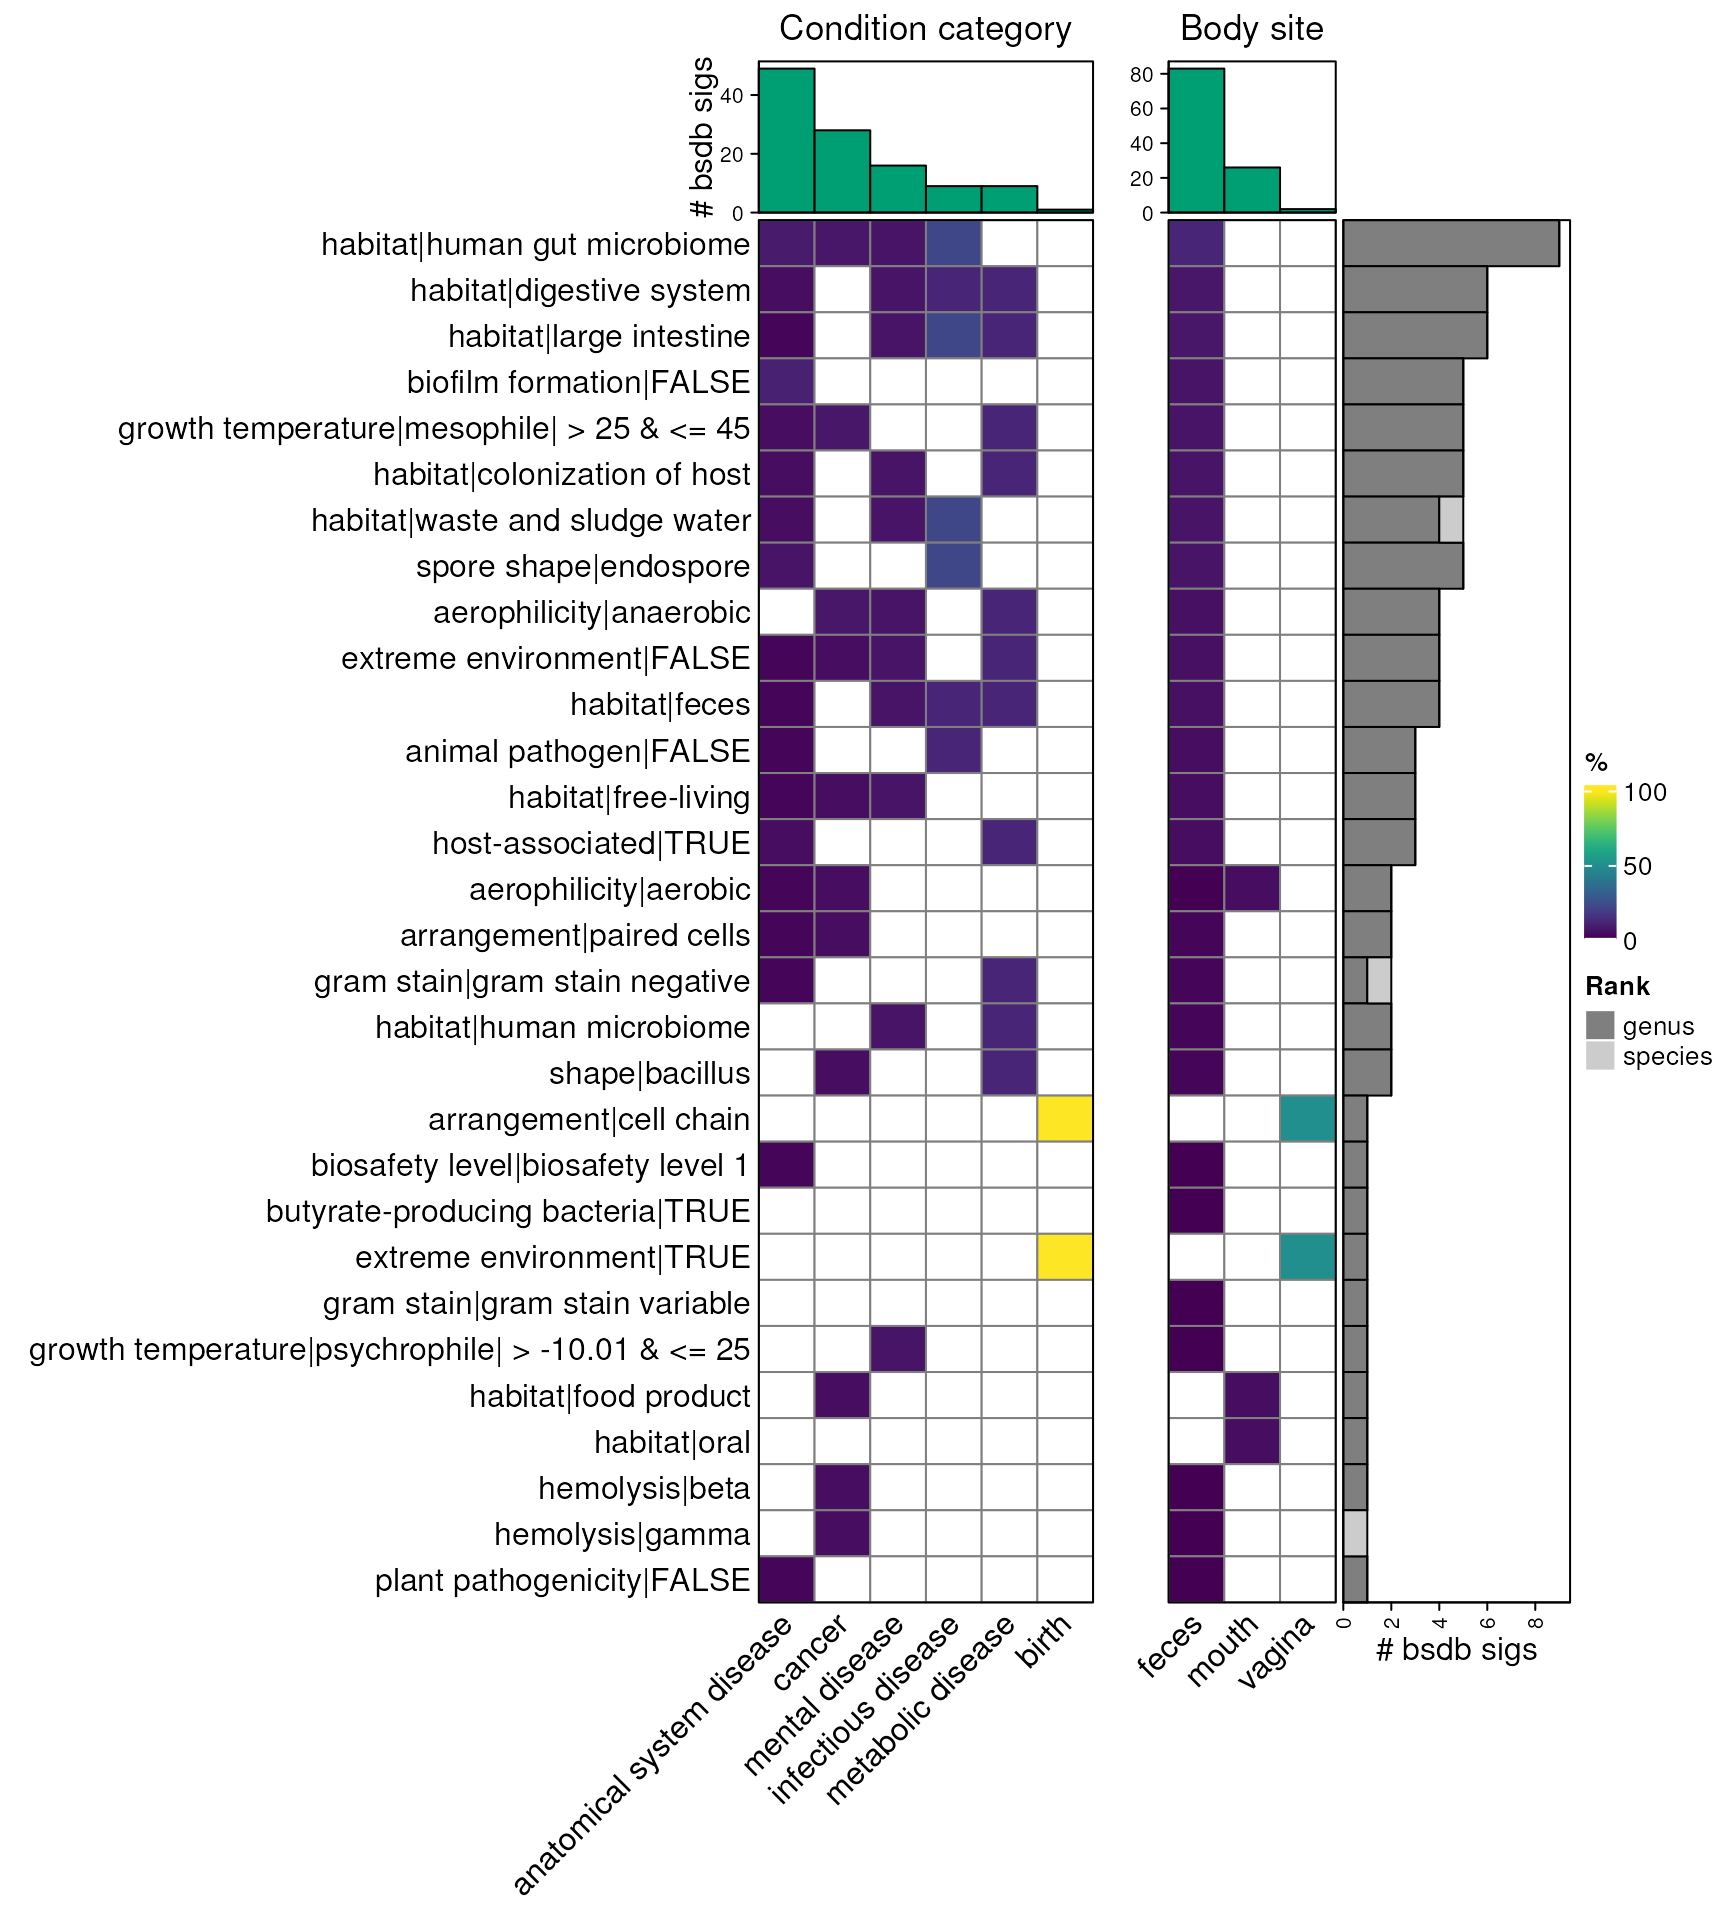 Condition category
Body site
# bsdb sigs
40
20
0
80
60
40
20
0
habitat|human gut microbiome
habitat|digestive system
habitat|large intestine
biofilm formation|FALSE
growth temperature|mesophile| > 25 & <= 45
habitat|colonization of host
habitat|waste and sludge water
spore shape|endospore
aerophilicity|anaerobic
extreme environment|FALSE
habitat|feces
animal pathogen|FALSE
habitat|free-living
host-associated|TRUE
aerophilicity|aerobic
arrangement|paired cells
gram stain|gram stain negative
habitat|human microbiome
shape|bacillus
arrangement|cell chain
biosafety level|biosafety level 1
butyrate-producing bacteria|TRUE
extreme environment|TRUE
gram stain|gram stain variable
growth temperature|psychrophile| > -10.01 & <= 25
habitat|food product
habitat|oral
hemolysis|beta
hemolysis|gamma
plant pathogenicity|FALSE
anatomical system disease
cancer
mental disease
infectious disease
metabolic disease
birth
feces
mouth
vagina
0
2
4
6
8
# bsdb sigs
%
100
50
0
Rank
genus
species